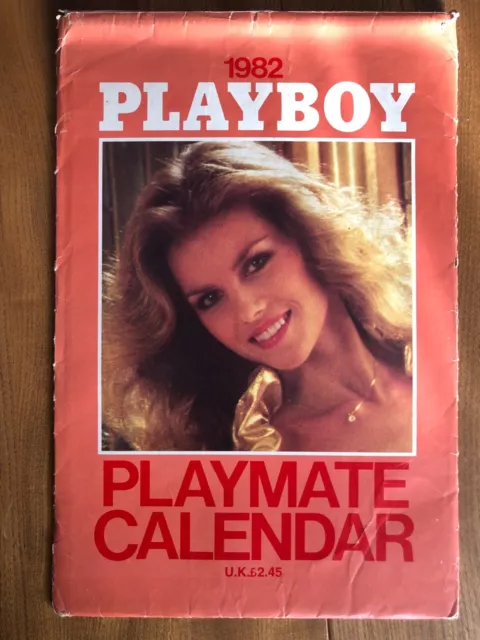 1982
PLAYBOY
PLAYMATE
CALENDAR
U.K.£2.45